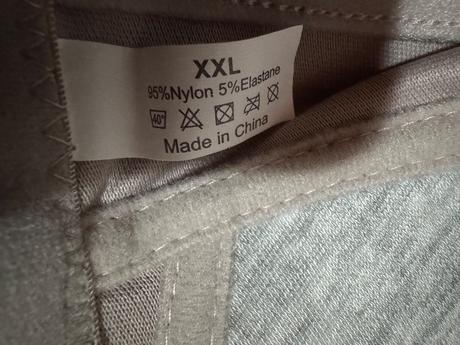 XXL
95%Nylon 5%Elastane
40°
Made in China